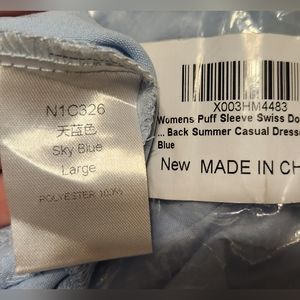 N1C326
天蓝色
Sky Blue
Large
POLYESTER 100%
X003HM4483
Womens Puff Sleeve Swiss Do
... Back Summer Casual Dress
Blue
New MADE IN CH